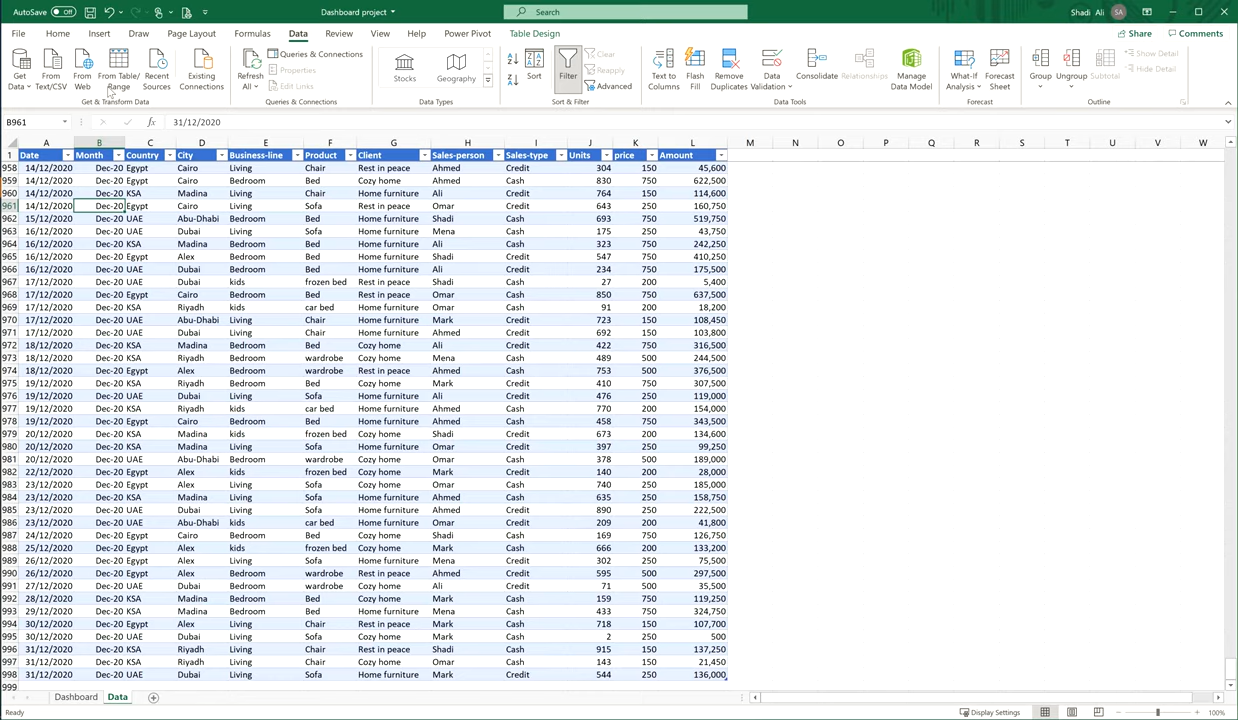 AutoSave Off Dashboard project Search Shadi Ali SA
File Home Insert Draw Page Layout Formulas Data Review View Help Power Pivot Table Design Share Comments
Get Data From Text/CSV From Web From Table/ Range Recent Sources Existing Connections Refresh All Queries & Connections Properties Edit Links Stocks Geography Sort Filter Clear Reapply Advanced Text to Columns Flash Fill Remove Duplicates Data Validation Consolidate Relationships Manage Data Model What-If Analysis Forecast Sheet Group Ungroup Subtotal Show Detail Hide Detail
Get & Transform Data Queries & Connections Data Types Sort & Filter Data Tools Forecast Outline
B961 fx 31/12/2020
A B C D E F G H I J K L M N O P Q R S T U V W
1 Date Month Country City Business-line Product Client Sales-person Sales-type Units price Amount
958 14/12/2020 Dec-20 Egypt Cairo Living Chair Rest in peace Ahmed Credit 304 150 45,600
959 14/12/2020 Dec-20 Egypt Cairo Bedroom Bed Cozy home Ahmed Cash 830 750 622,500
960 14/12/2020 Dec-20 KSA Madina Living Chair Home furniture Ali Cash 764 150 114,600
961 14/12/2020 Dec-20 Egypt Cairo Living Sofa Rest in peace Omar Credit 643 250 160,750
962 15/12/2020 Dec-20 UAE Abu-Dhabi Bedroom Bed Home furniture Shadi Cash 693 750 519,750
963 16/12/2020 Dec-20 UAE Dubai Living Sofa Home furniture Mena Cash 175 250 43,750
964 16/12/2020 Dec-20 KSA Madina Bedroom Bed Home furniture Ali Cash 323 750 242,250
965 16/12/2020 Dec-20 Egypt Alex Bedroom Bed Home furniture Shadi Cash 547 750 410,250
966 16/12/2020 Dec-20 UAE Dubai Bedroom Bed Home furniture Ali Cash 234 750 175,500
967 17/12/2020 Dec-20 UAE Dubai kids frozen bed Home furniture Shadi Cash 27 200 5,400
968 17/12/2020 Dec-20 Egypt Cairo Bedroom Bed Rest in peace Omar Credit 850 750 637,500
969 17/12/2020 Dec-20 KSA Riyadh kids car bed Home furniture Omar Cash 91 200 18,200
970 17/12/2020 Dec-20 UAE Abu-Dhabi Living Chair Home furniture Mark Cash 723 150 108,450
971 17/12/2020 Dec-20 UAE Dubai Living Chair Home furniture Ahmed Credit 692 150 103,800
972 18/12/2020 Dec-20 KSA Madina Bedroom Bed Cozy home Ali Credit 422 750 316,500
973 18/12/2020 Dec-20 KSA Riyadh Bedroom wardrobe Cozy home Mena Cash 489 500 244,500
974 18/12/2020 Dec-20 Egypt Alex Bedroom wardrobe Rest in peace Ahmed Cash 753 500 376,500
975 19/12/2020 Dec-20 KSA Riyadh Bedroom Bed Cozy home Mark Credit 410 750 307,500
976 19/12/2020 Dec-20 UAE Dubai Living Sofa Home furniture Ali Credit 476 250 119,000
977 19/12/2020 Dec-20 KSA Riyadh kids car bed Home furniture Ahmed Cash 770 200 154,000
978 19/12/2020 Dec-20 Egypt Cairo Bedroom Bed Home furniture Ahmed Cash 458 750 343,500
979 20/12/2020 Dec-20 KSA Madina kids frozen bed Cozy home Shadi Credit 673 200 134,600
980 20/12/2020 Dec-20 KSA Madina Living Sofa Home furniture Omar Credit 397 250 99,250
981 20/12/2020 Dec-20 UAE Abu-Dhabi Bedroom wardrobe Cozy home Omar Cash 378 500 189,000
982 22/12/2020 Dec-20 Egypt Alex kids frozen bed Cozy home Mark Credit 140 200 28,000
983 23/12/2020 Dec-20 Egypt Alex Living Sofa Cozy home Omar Cash 740 250 185,000
984 23/12/2020 Dec-20 KSA Madina Living Sofa Home furniture Ahmed Cash 635 250 158,750
985 23/12/2020 Dec-20 UAE Dubai Living Sofa Home furniture Ahmed Cash 890 250 222,500
986 23/12/2020 Dec-20 UAE Abu-Dhabi kids car bed Home furniture Omar Credit 209 200 41,800
987 24/12/2020 Dec-20 Egypt Cairo Bedroom Bed Cozy home Shadi Cash 169 750 126,750
988 25/12/2020 Dec-20 Egypt Alex kids frozen bed Cozy home Mark Credit 666 200 133,200
989 26/12/2020 Dec-20 Egypt Alex Living Sofa Home furniture Mena Cash 302 250 75,500
990 26/12/2020 Dec-20 Egypt Alex Bedroom wardrobe Rest in peace Ahmed Cash 595 500 297,500
991 27/12/2020 Dec-20 UAE Dubai Bedroom wardrobe Cozy home Ali Cash 71 500 35,500
992 28/12/2020 Dec-20 KSA Madina Bedroom Bed Cozy home Mark Cash 159 750 119,250
993 29/12/2020 Dec-20 KSA Madina Bedroom Bed Home furniture Mena Cash 433 750 324,750
994 30/12/2020 Dec-20 Egypt Alex Living Chair Rest in peace Mark Credit 718 150 107,700
995 30/12/2020 Dec-20 UAE Dubai Living Sofa Cozy home Mark Cash 2 250 500
996 31/12/2020 Dec-20 KSA Riyadh Living Chair Rest in peace Shadi Cash 915 150 137,250
997 31/12/2020 Dec-20 KSA Riyadh Living Chair Cozy home Omar Cash 143 150 21,450
998 31/12/2020 Dec-20 UAE Dubai Living Sofa Home furniture Mark Cash 544 250 136,000
999
Dashboard Data
Ready Display Settings 100%